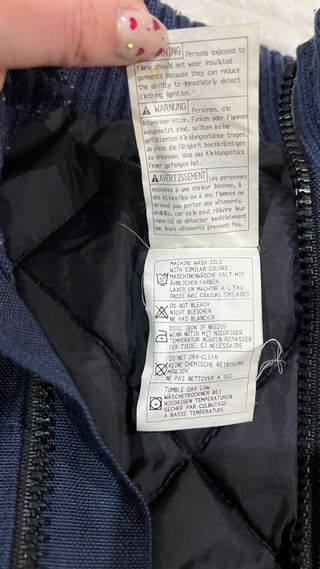 NING Persons exposed to
flame should not wear insulated
garments because they can reduce
the ability to immediately detect
clothing ignition.
WARNUNG Personen, die
intensiver Hitze, Funken oder Flammen
ausgesetzt sind, sollten keine
gefütterten Kleidungsstücke tragen,
da diese die Fähigkeit beeinträchtigen
zu erkennen, dass das Kleidungsstück
Feuer gefangen hat.
AVERTISSEMENT Les personnes
exposées à une chaleur intense, à
des étincelles ou à des flammes ne
doivent pas porter des vêtements
doublés, car cela peut réduire leur
capacité de détecter immédiatement
que leurs vêtements prennent feu.
MACHINE WASH COLD
WITH SIMILAR COLORS
MASCHINENWÄSCHE KALT MIT
ÄHNLICHEN FARBEN
LAVER EN MACHINE A L'EAU
FROIDE AVEC COULEURS SIMILAIRES
DO NOT BLEACH
NICHT BLEICHEN
NE PAS BLANCHIR
COOL IRON IF NEEDED
WENN NÖTIG MIT NIEDRIGER
TEMPERATUR BÜGELN REPASSER
FER TIEDE, SI NECESSAIRE
DO NOT DRY-CLEAN
KEINE CHEMISCHE REINIGUNG
MÖGLICH
NE PAS NETTOYER A SEC
TUMBLE DRY LOW
WÄSCHETROCKNER BEI
NIEDRIGEN TEMPERATUREN
SECHER PAR CULBUTAGE
A BASSE TEMPERATURE